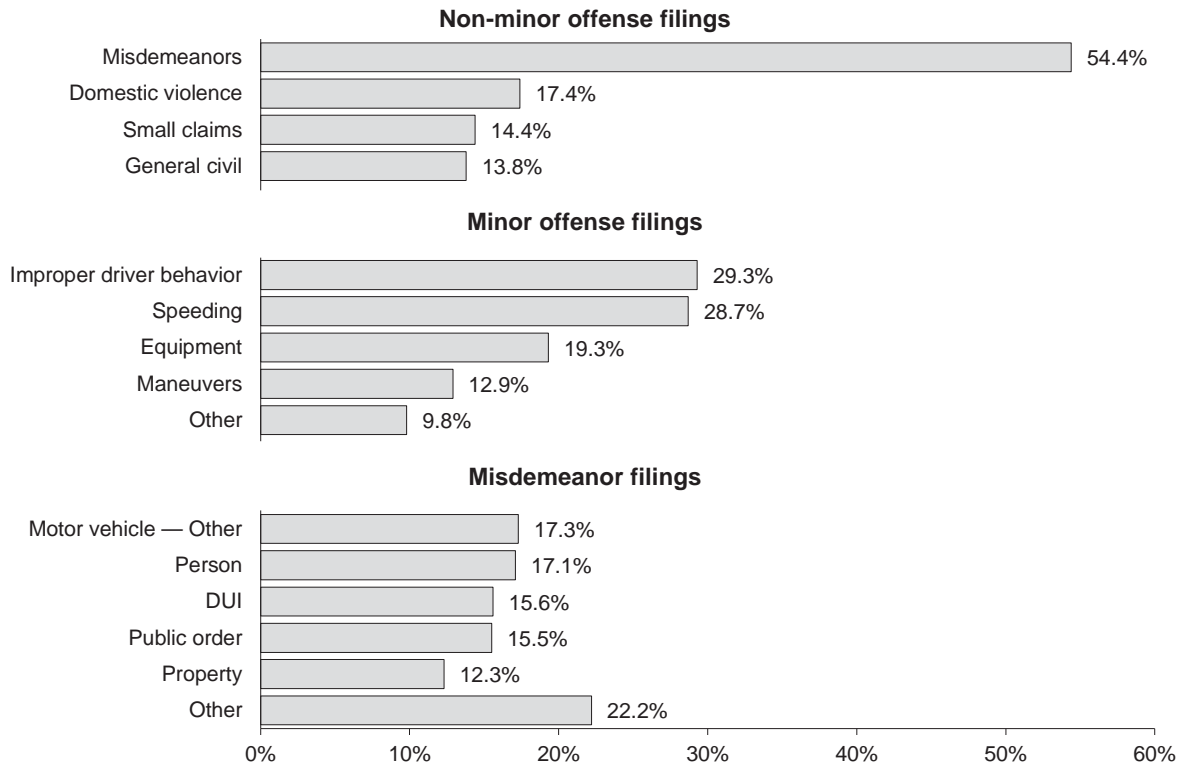 Non-minor offense filings
Misdemeanors 54.4%
Domestic violence 17.4%
Small claims 14.4%
General civil 13.8%
Minor offense filings
Improper driver behavior 29.3%
Speeding 28.7%
Equipment 19.3%
Maneuvers 12.9%
Other 9.8%
Misdemeanor filings
Motor vehicle — Other 17.3%
Person 17.1%
DUI 15.6%
Public order 15.5%
Property 12.3%
Other 22.2%
0% 10% 20% 30% 40% 50% 60%